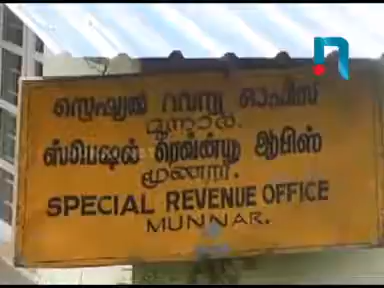 സ്പെഷ്യൽ റവന്യൂ ഓഫീസ്
മൂന്നാർ.
ஸ்பெஷல் ரெவின்யு ஆபிஸ்
மூணார்.
SPECIAL REVENUE OFFICE
MUNNAR.